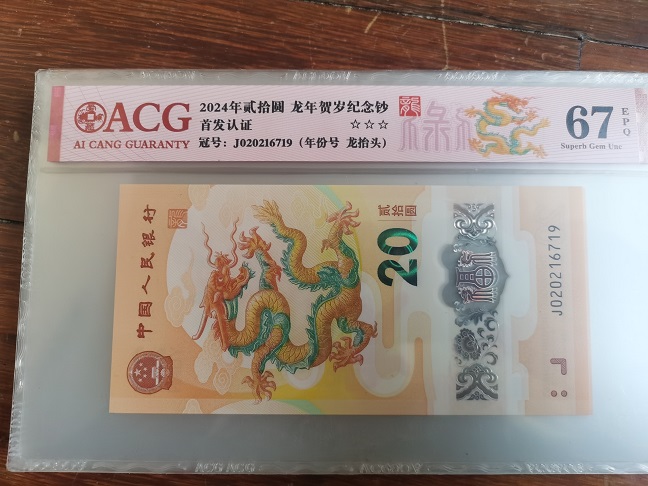 ACG
AI CANG GUARANTY
2024年贰拾圆 龙年贺岁纪念钞
首发认证 ☆☆☆
冠号：J020216719（年份号 龙抬头）
67
EPQ
Superb Gem Unc
中国人民银行
贰拾圆
20
J020216719
ACG ACG